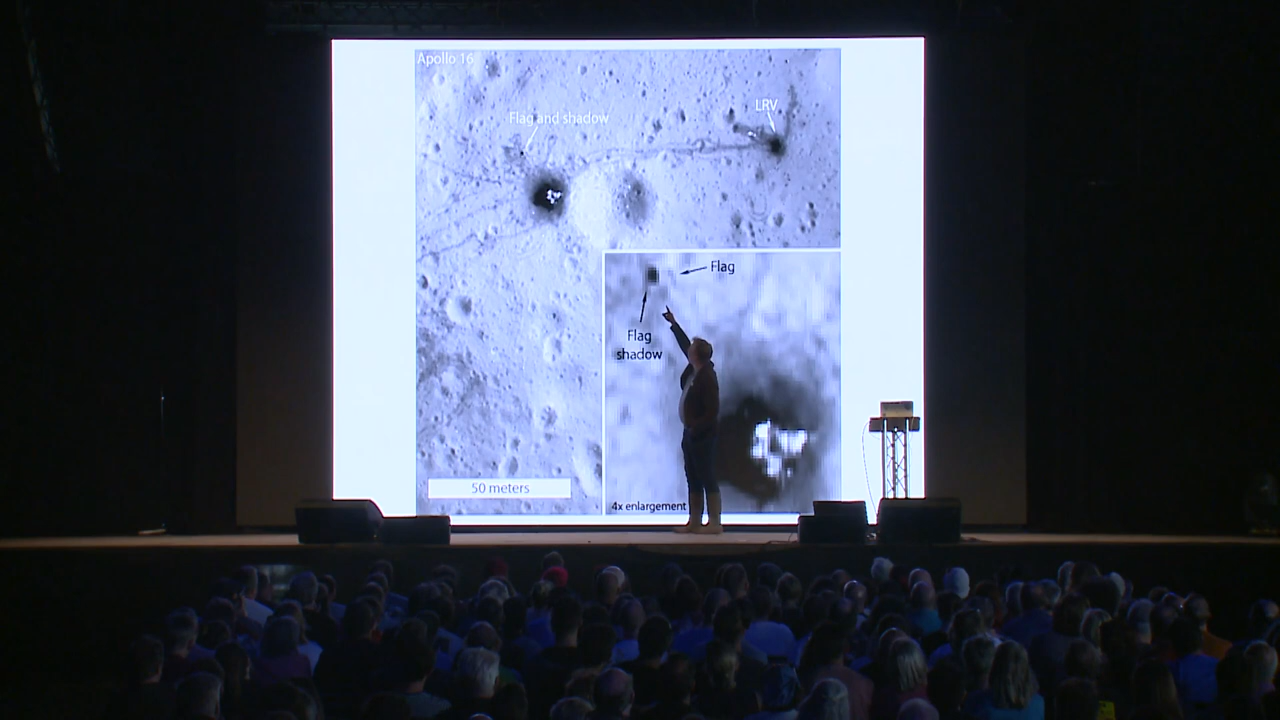 Apollo 16
Flag and shadow
LRV
Flag
Flag
shadow
50 meters
4x enlargement